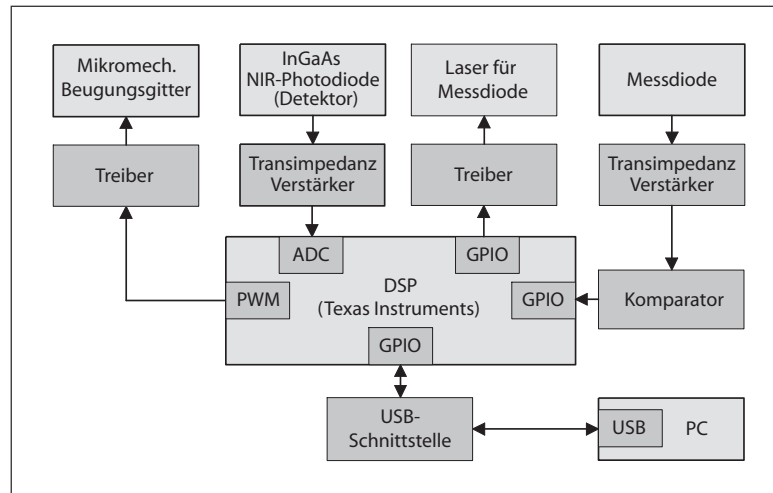 Mikromech.
Beugungsgitter
InGaAs
NIR-Photodiode
(Detektor)
Laser für
Messdiode
Messdiode
Treiber
Transimpedanz
Verstärker
Treiber
Transimpedanz
Verstärker
ADC
GPIO
PWM
DSP
(Texas Instruments)
GPIO
Komparator
GPIO
USB-
Schnittstelle
USB
PC